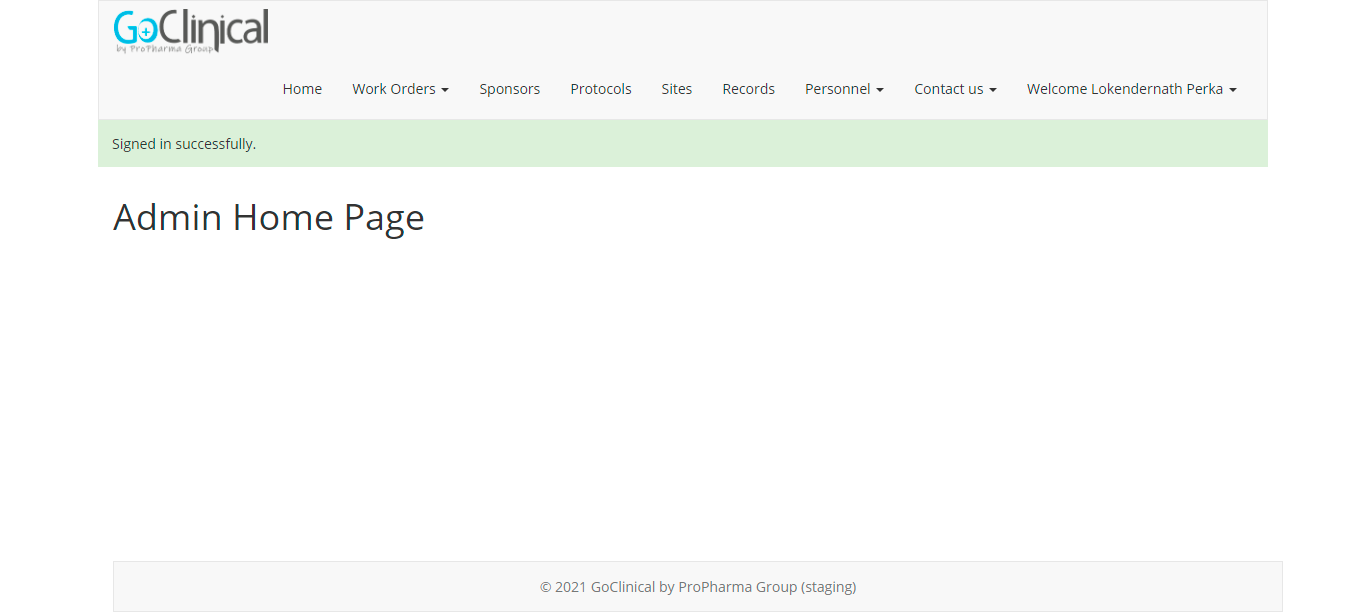 GoClinical
by ProPharma Group
Home Work Orders Sponsors Protocols Sites Records Personnel Contact us Welcome Lokendernath Perka
Signed in successfully.
Admin Home Page
© 2021 GoClinical by ProPharma Group (staging)